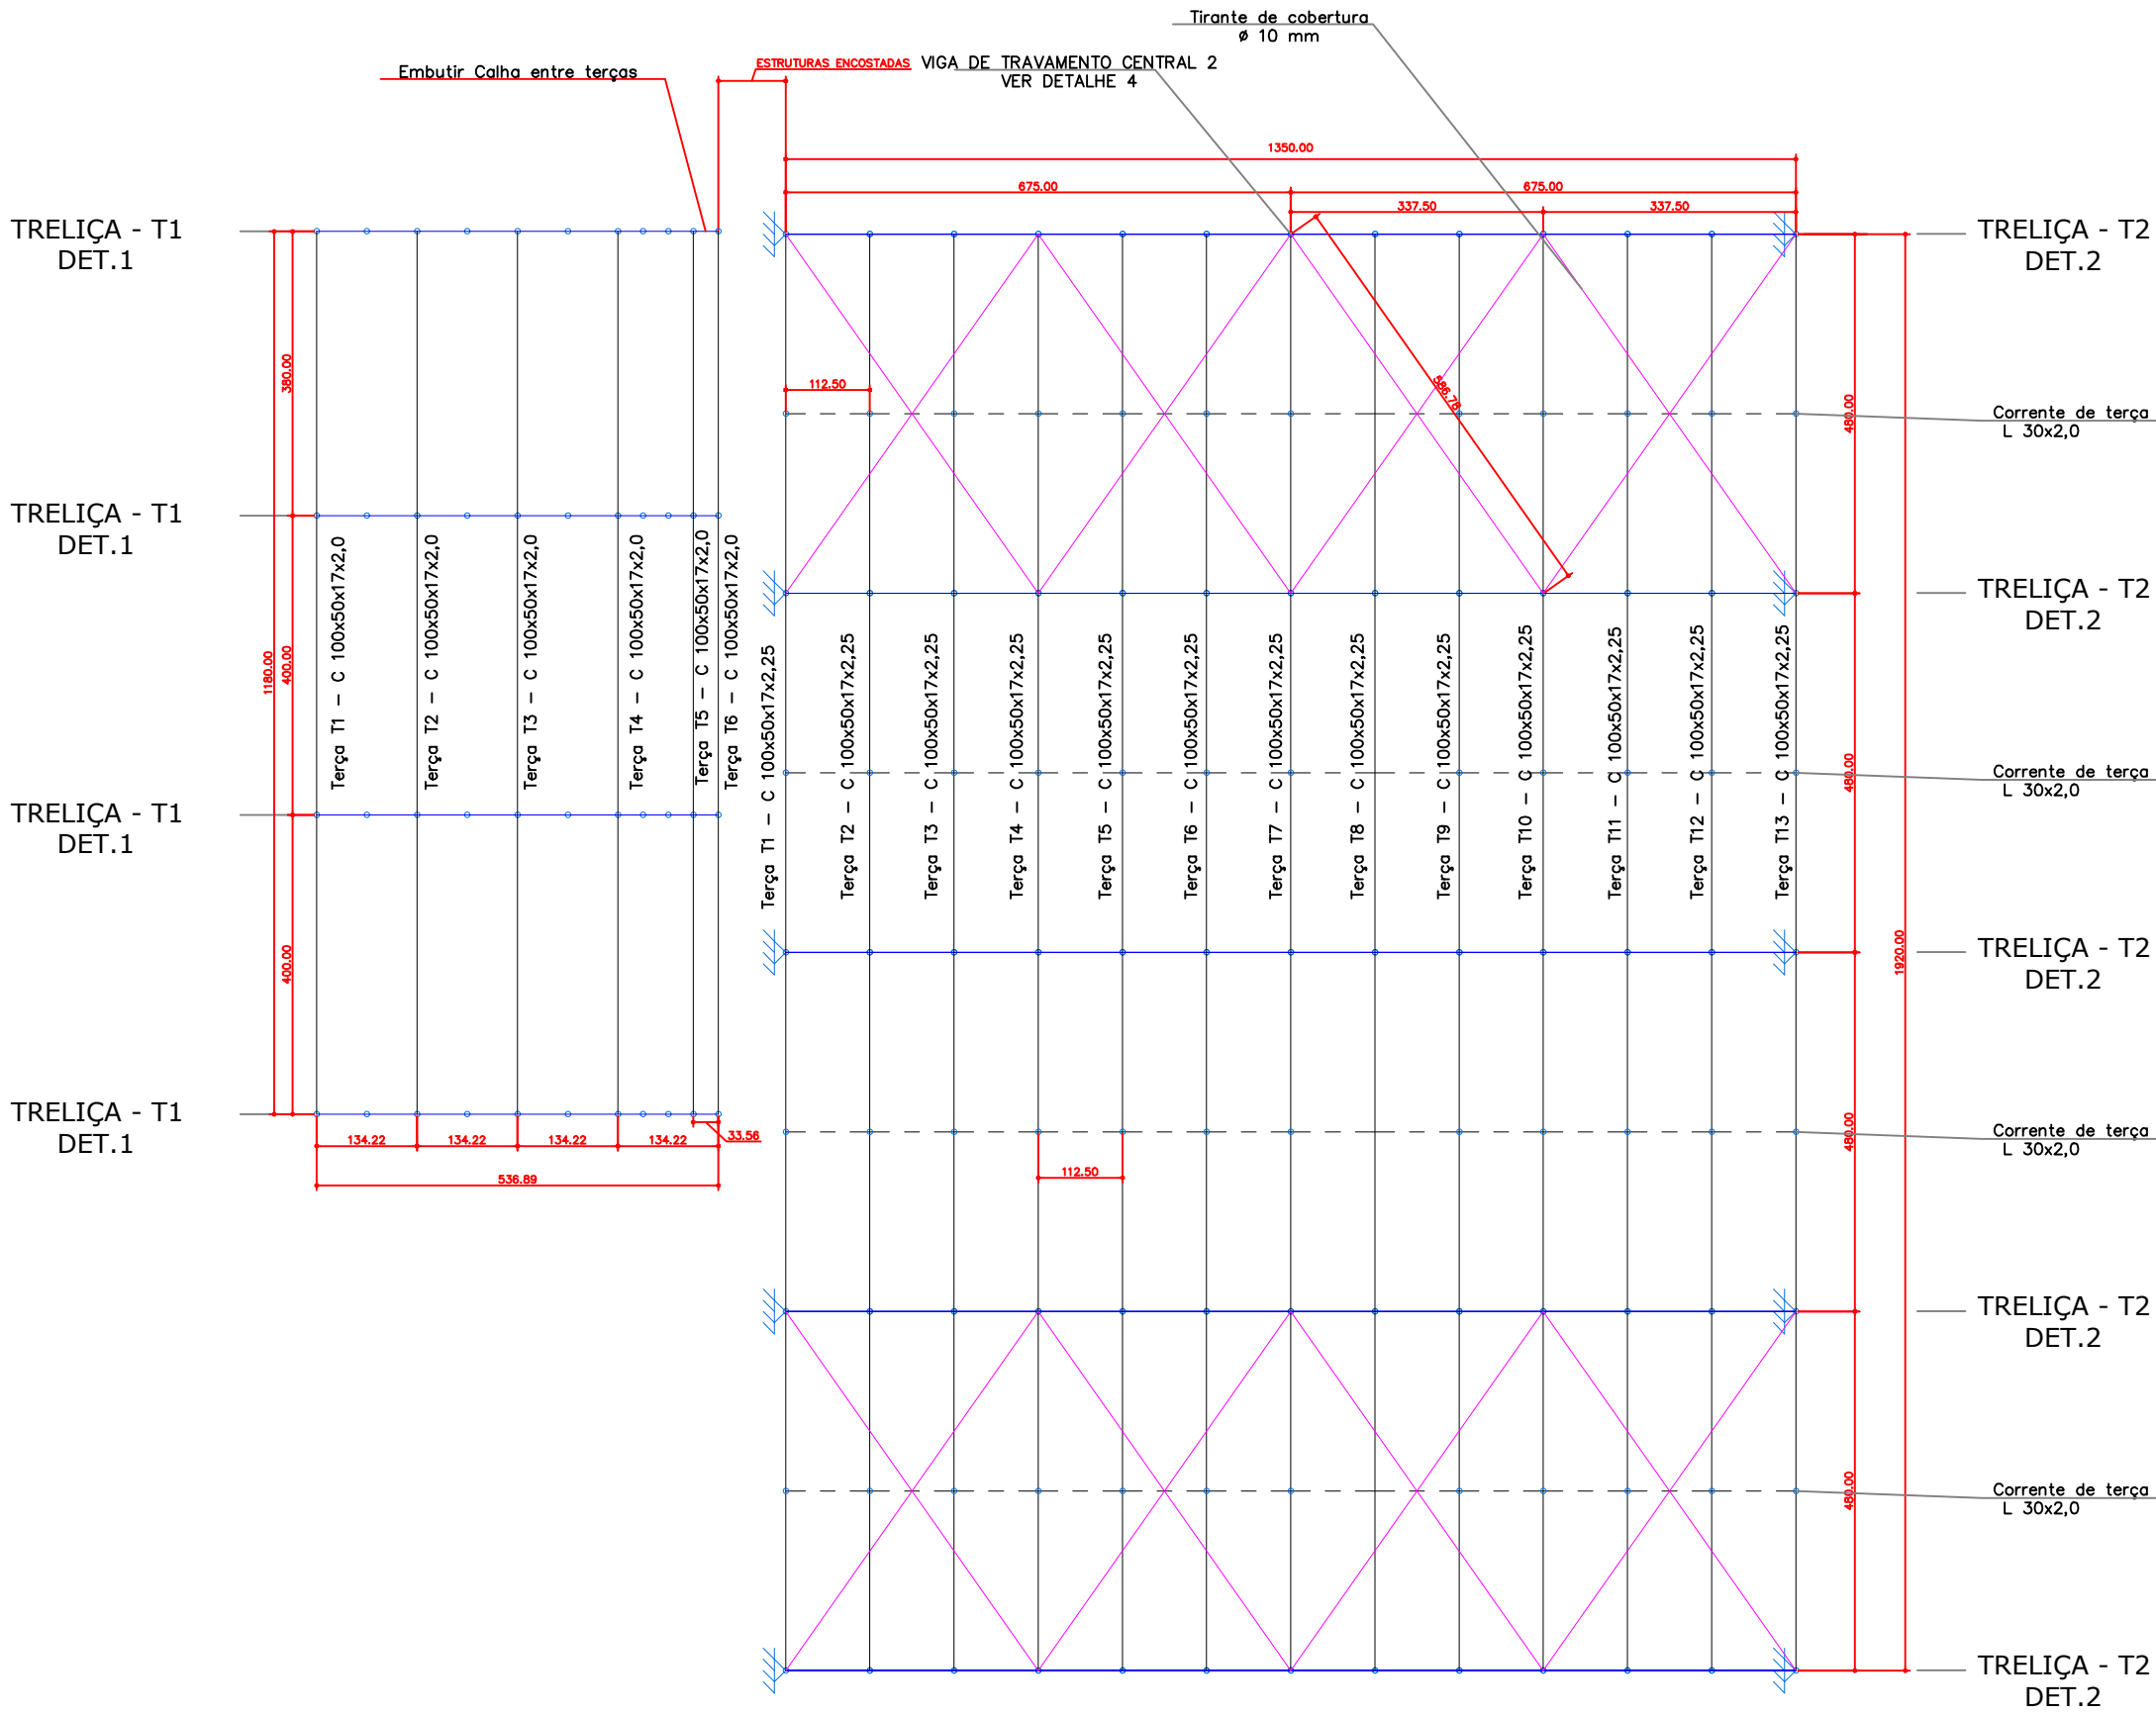 Tirante de cobertura
ø 10 mm
ESTRUTURAS ENCOSTADAS
VIGA DE TRAVAMENTO CENTRAL 2
VER DETALHE 4
Embutir Calha entre terças
1350.00
675.00
675.00
337.50
337.50
TRELIÇA - T1
DET.1
TRELIÇA - T2
DET.2
380.00
112.50
586.78
480.00
Corrente de terça
L 30x2,0
TRELIÇA - T1
DET.1
TRELIÇA - T2
DET.2
1180.00
400.00
Terça T1 - C 100x50x17x2,0
Terça T2 - C 100x50x17x2,0
Terça T3 - C 100x50x17x2,0
Terça T4 - C 100x50x17x2,0
Terça T5 - C 100x50x17x2,0
Terça T6 - C 100x50x17x2,0
Terça T1 - C 100x50x17x2,25
Terça T2 - C 100x50x17x2,25
Terça T3 - C 100x50x17x2,25
Terça T4 - C 100x50x17x2,25
Terça T5 - C 100x50x17x2,25
Terça T6 - C 100x50x17x2,25
Terça T7 - C 100x50x17x2,25
Terça T8 - C 100x50x17x2,25
Terça T9 - C 100x50x17x2,25
Terça T10 - C 100x50x17x2,25
Terça T11 - C 100x50x17x2,25
Terça T12 - C 100x50x17x2,25
Terça T13 - C 100x50x17x2,25
480.00
Corrente de terça
L 30x2,0
TRELIÇA - T1
DET.1
400.00
1920.00
TRELIÇA - T2
DET.2
TRELIÇA - T1
DET.1
134.22
134.22
134.22
134.22
33.56
536.89
112.50
480.00
Corrente de terça
L 30x2,0
TRELIÇA - T2
DET.2
480.00
Corrente de terça
L 30x2,0
TRELIÇA - T2
DET.2